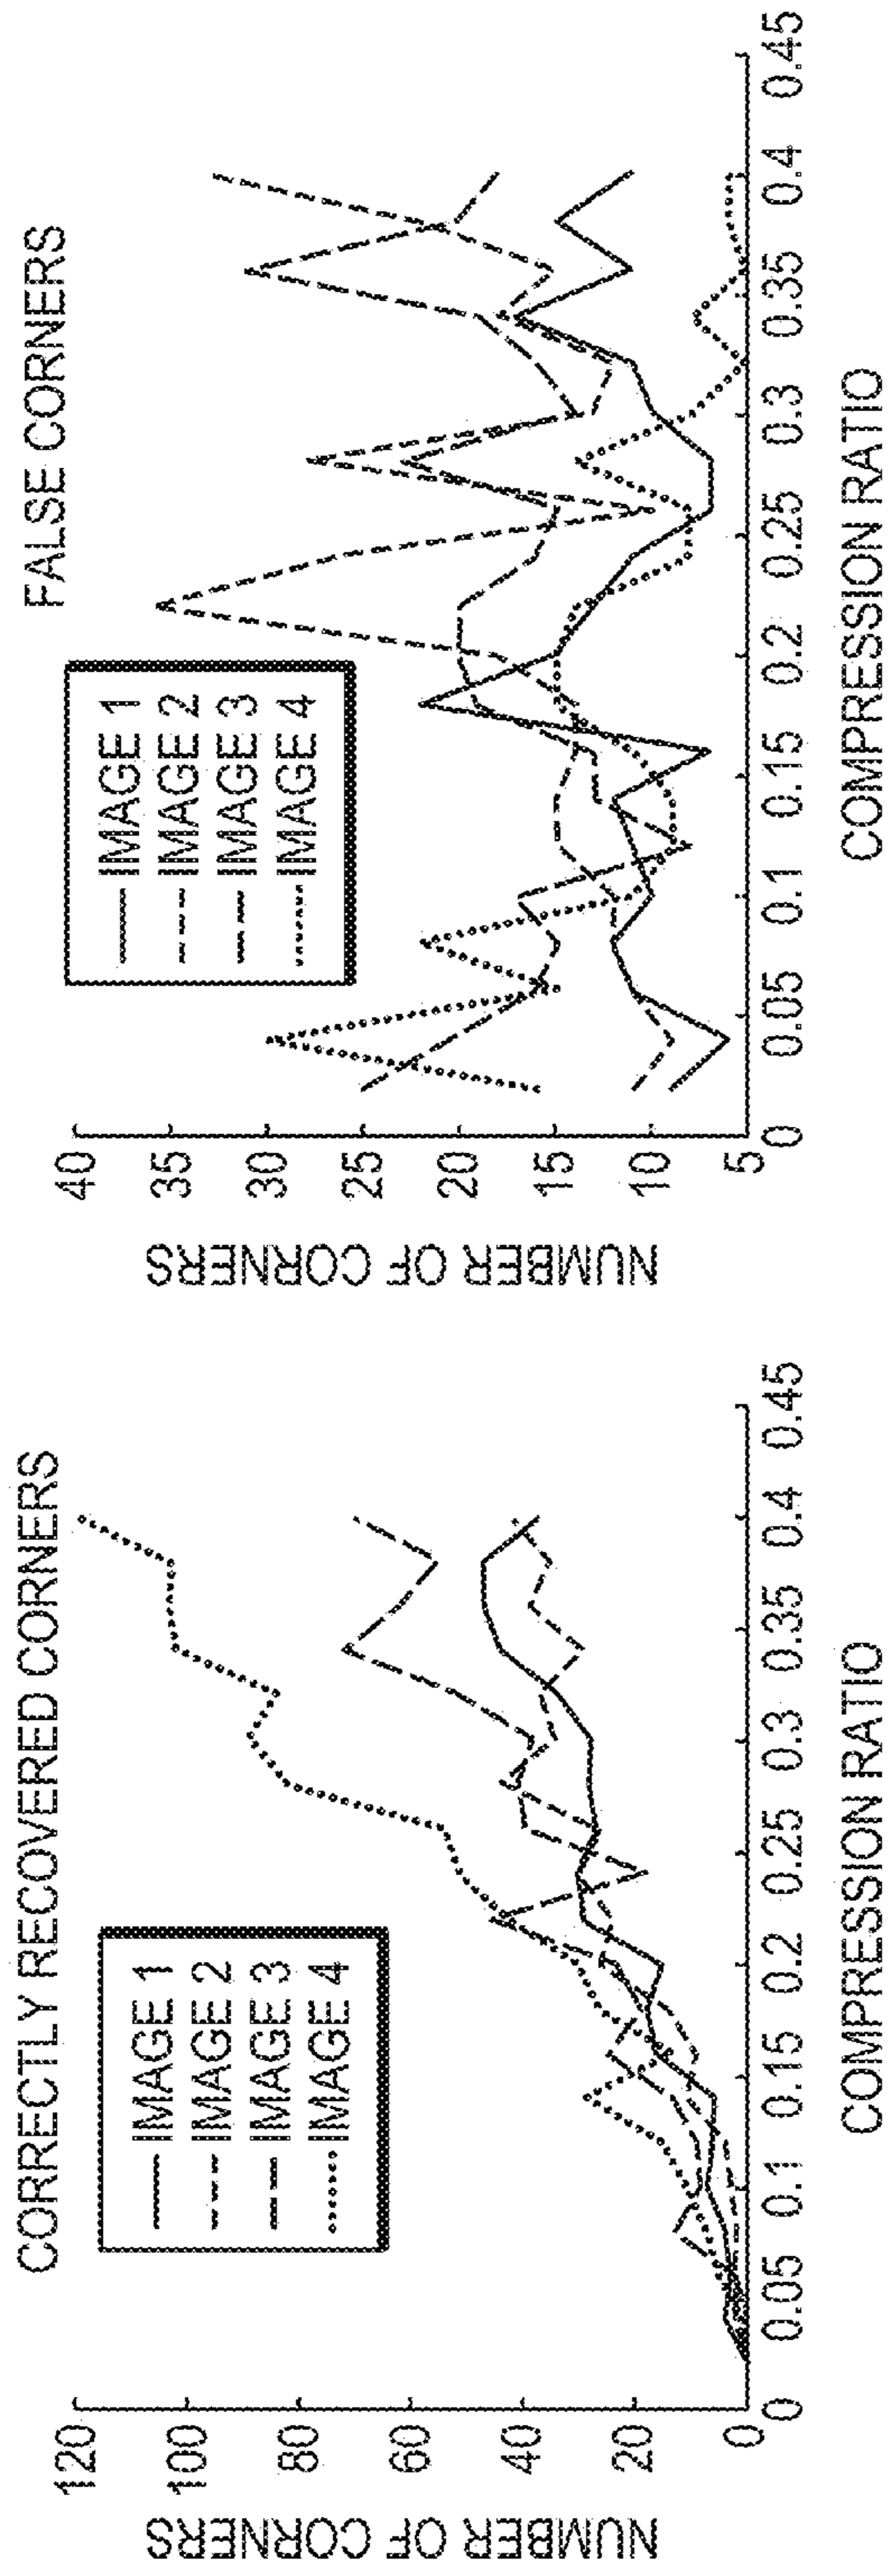 CORRECTLY RECOVERED CORNERS
IMAGE 1
IMAGE 2
IMAGE 3
IMAGE 4
NUMBER OF CORNERS
120
100
80
60
40
20
0
0 0.05 0.1 0.15 0.2 0.25 0.3 0.35 0.4 0.45
COMPRESSION RATIO
FALSE CORNERS
IMAGE 1
IMAGE 2
IMAGE 3
IMAGE 4
NUMBER OF CORNERS
40
35
30
25
20
15
10
5
0 0.05 0.1 0.15 0.2 0.25 0.3 0.35 0.4 0.45
COMPRESSION RATIO